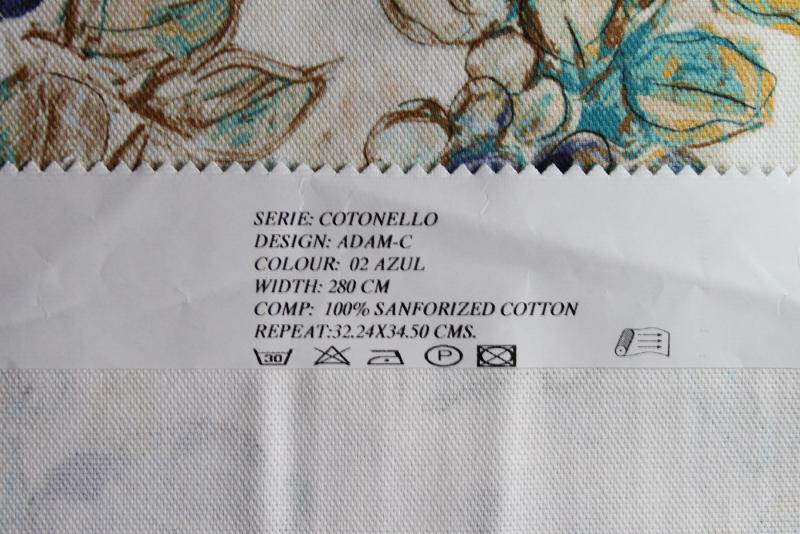 SERIE: COTONELLO
DESIGN: ADAM-C
COLOUR: 02 AZUL
WIDTH: 280 CM
COMP: 100% SANFORIZED COTTON
REPEAT:32.24X34.50 CMS.
30 P